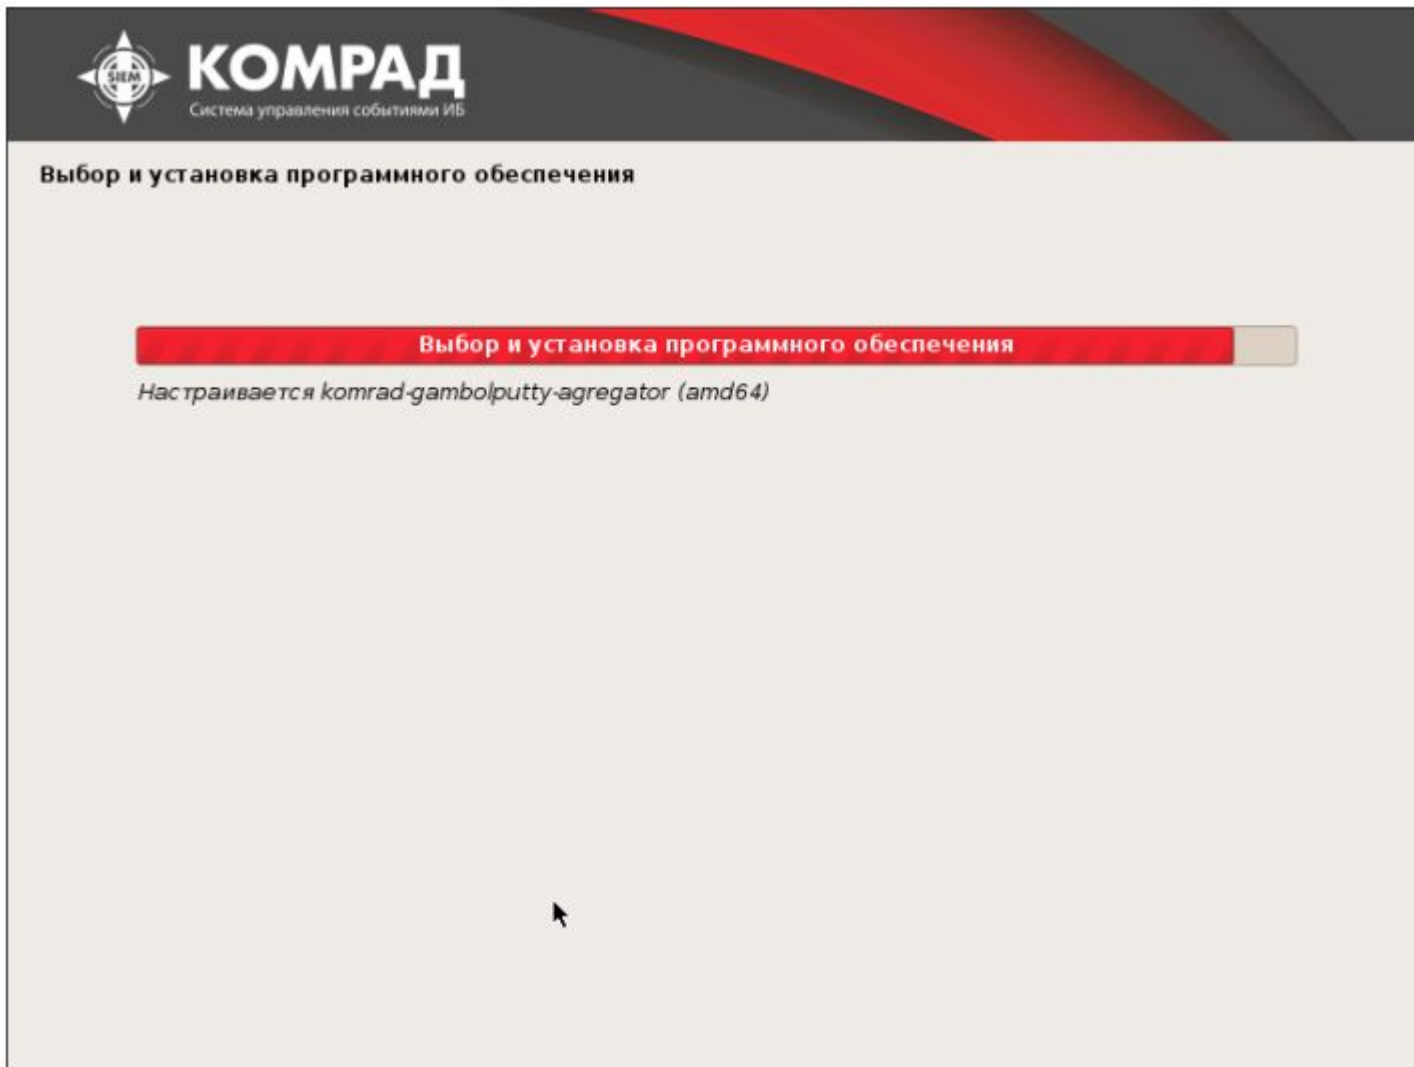 SIEM
КОМРАД
Система управления событиями ИБ
Выбор и установка программного обеспечения
Выбор и установка программного обеспечения
Настраивается komrad-gambolputty-agregator (amd64)